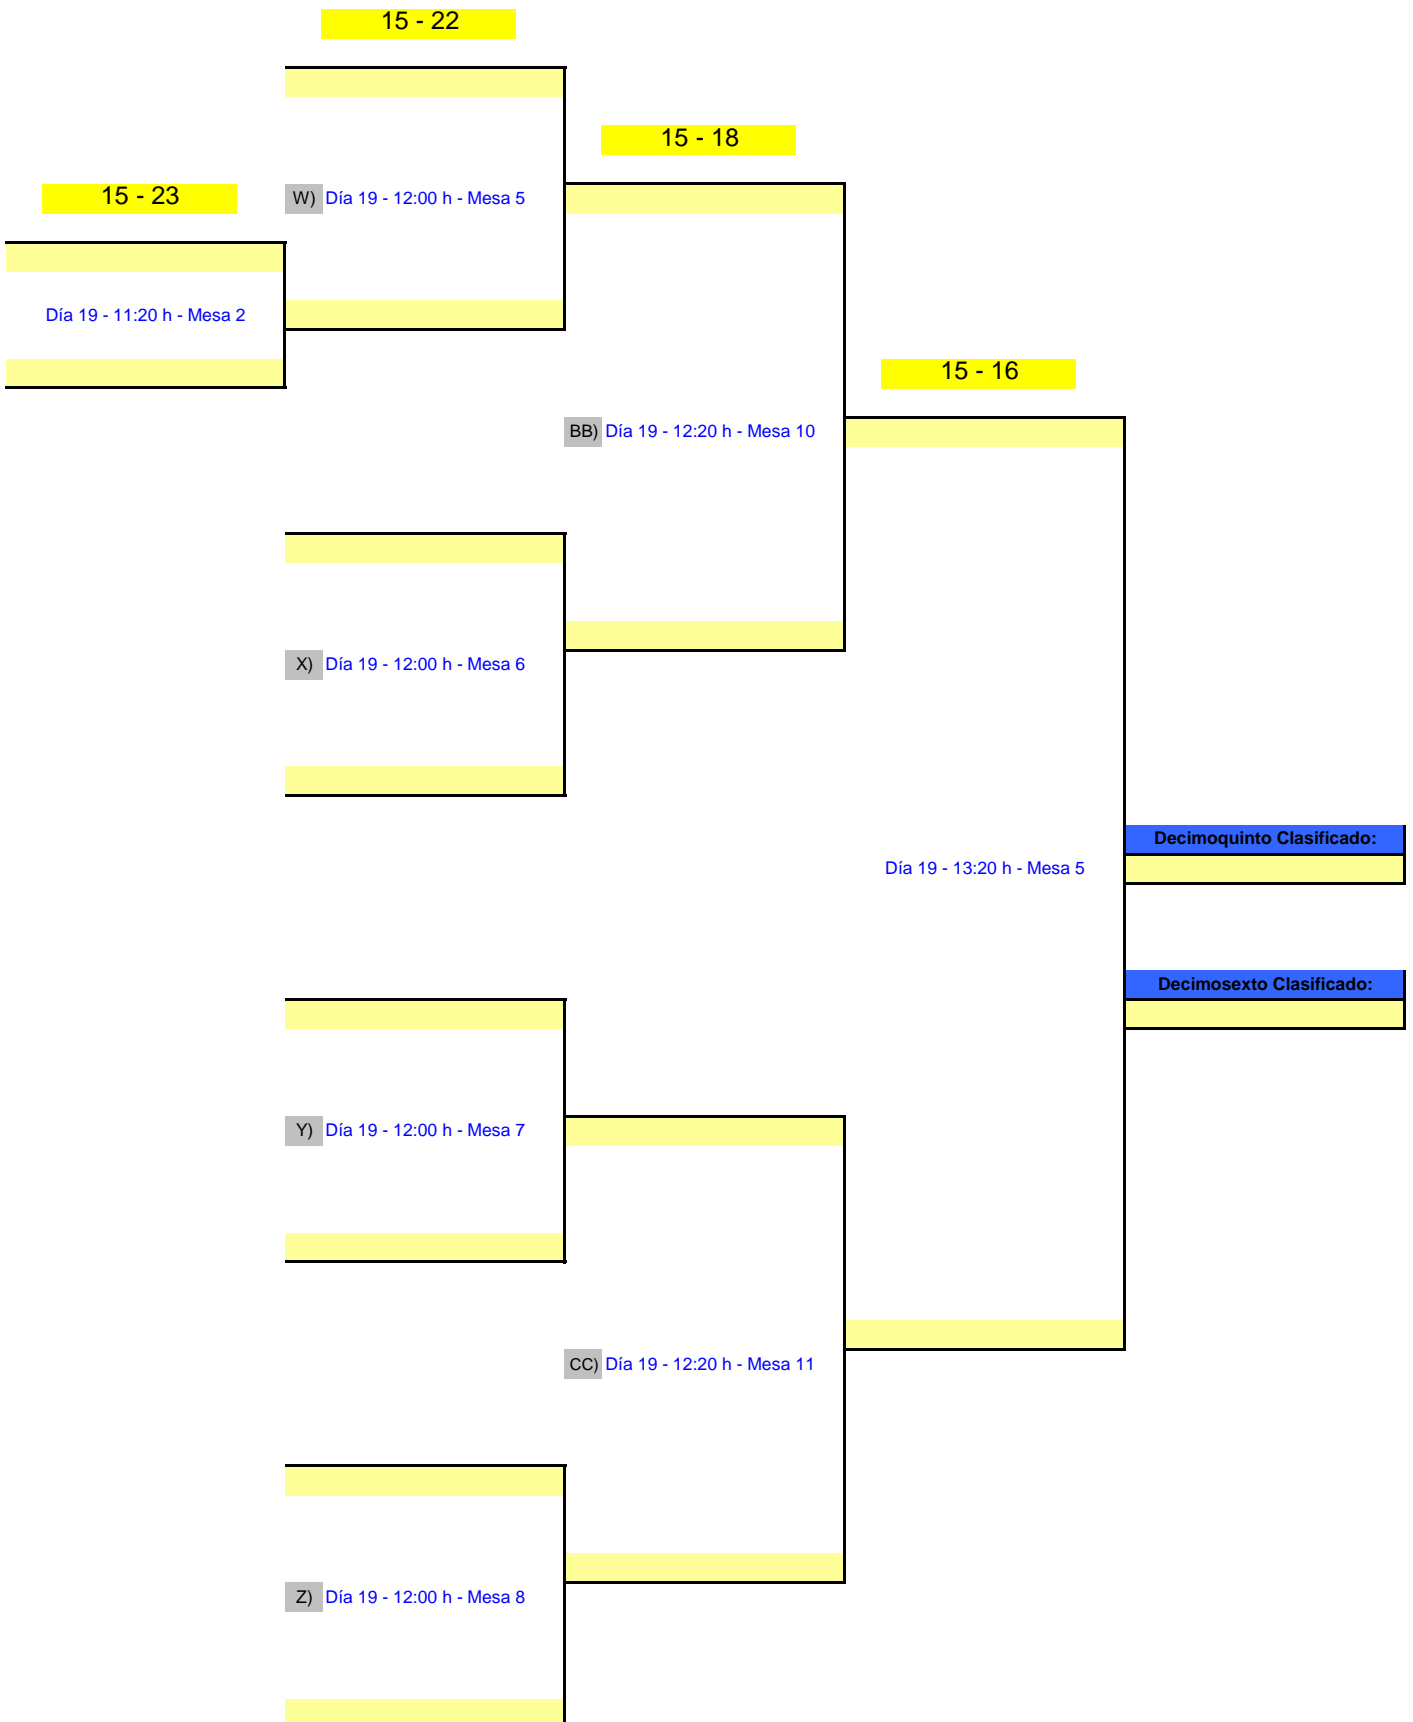 15 - 22
15 - 18
15 - 23
W) Día 19 - 12:00 h - Mesa 5
Día 19 - 11:20 h - Mesa 2
15 - 16
BB) Día 19 - 12:20 h - Mesa 10
X) Día 19 - 12:00 h - Mesa 6
Decimoquinto Clasificado:
Día 19 - 13:20 h - Mesa 5
Decimosexto Clasificado:
Y) Día 19 - 12:00 h - Mesa 7
CC) Día 19 - 12:20 h - Mesa 11
Z) Día 19 - 12:00 h - Mesa 8